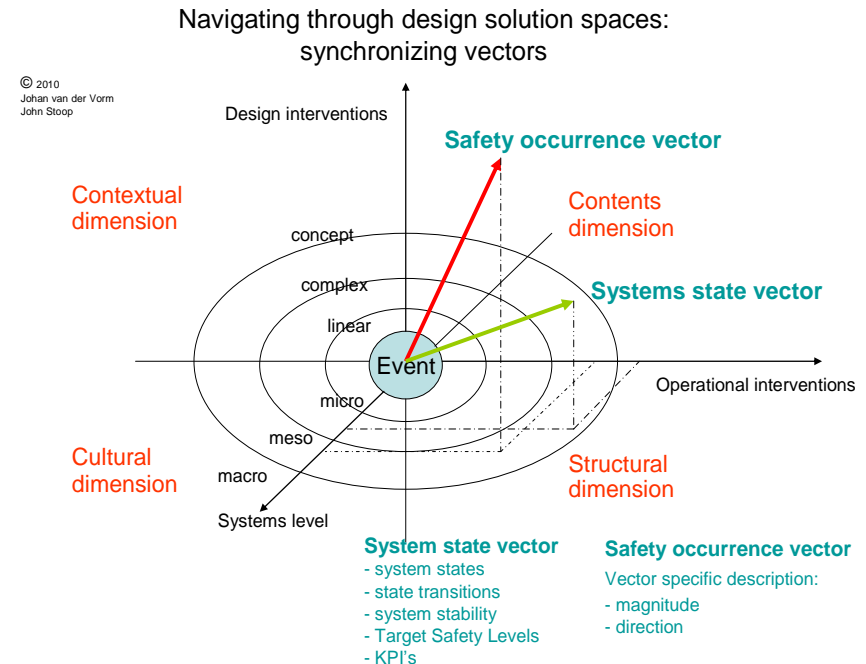 Navigating through design solution spaces:
synchronizing vectors
© 2010
Johan van der Vorm
John Stoop
Design interventions
Safety occurrence vector
Contextual
dimension
Contents
dimension
concept
complex
Systems state vector
linear
Event
Operational interventions
micro
meso
Cultural
dimension
macro
Structural
dimension
Systems level
System state vector
- system states
- state transitions
- system stability
- Target Safety Levels
- KPI's
Safety occurrence vector
Vector specific description:
- magnitude
- direction